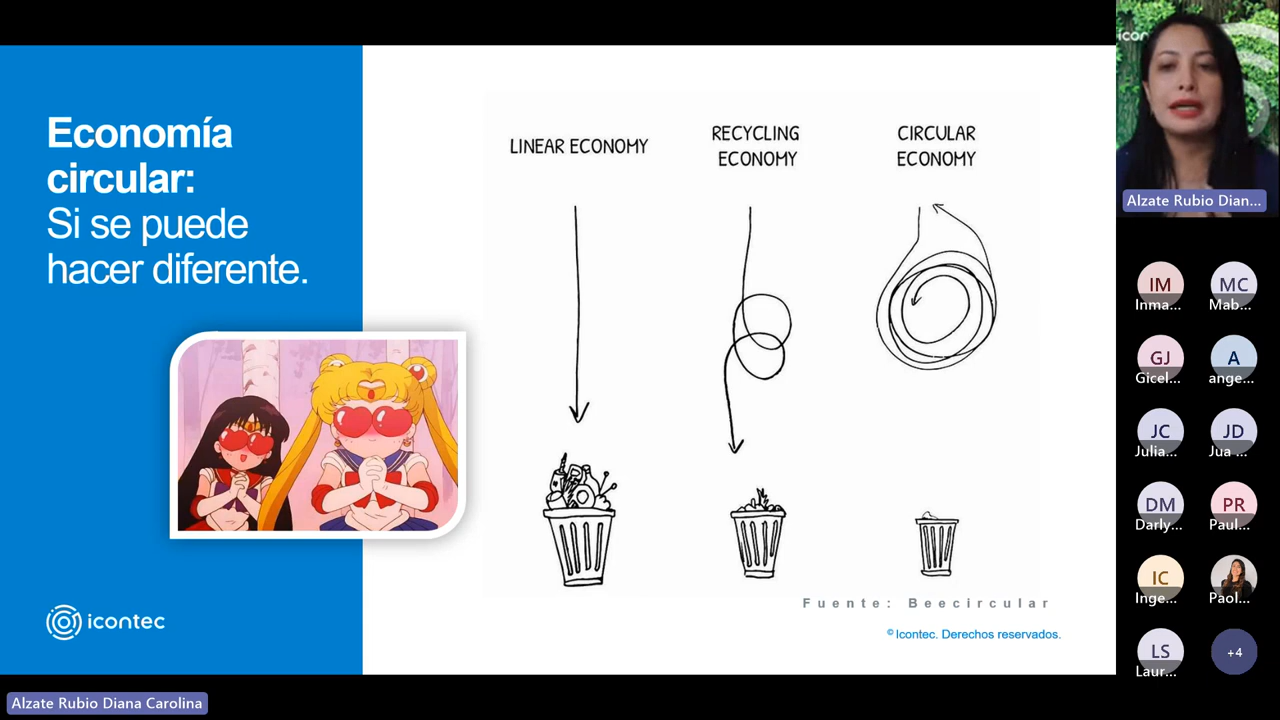 Economía
circular:
Si se puede
hacer diferente.
icontec
LINEAR ECONOMY
RECYCLING
ECONOMY
CIRCULAR
ECONOMY
Fuente: Beecircular
© Icontec. Derechos reservados.
Alzate Rubio Diana Carolina
icon
Alzate Rubio Dian...
IM
Inma...
MC
Mab...
GJ
Gicel...
A
ange...
JC
Julia...
JD
Jua ...
DM
Darly...
PR
Paul...
IC
Inge...
Paol...
LS
Laur...
+4